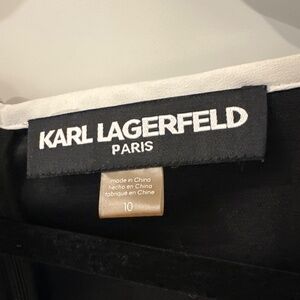 KARL LAGERFELD
PARIS
made in China
hecho en China
fabriqué en Chine
10